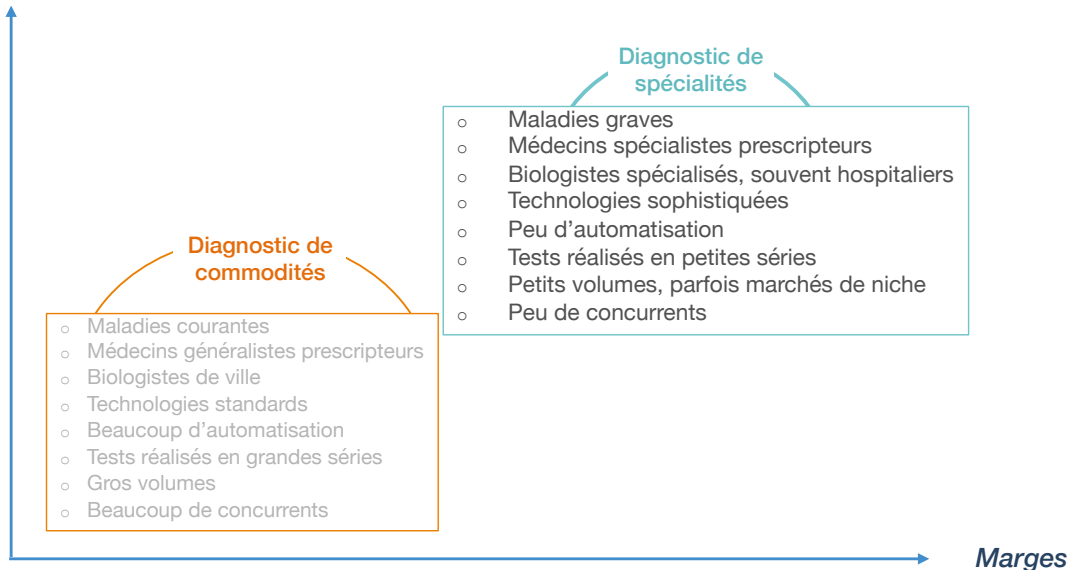 Diagnostic de
spécialités
○ Maladies graves
○ Médecins spécialistes prescripteurs
○ Biologistes spécialisés, souvent hospitaliers
○ Technologies sophistiquées
○ Peu d’automatisation
○ Tests réalisés en petites séries
○ Petits volumes, parfois marchés de niche
○ Peu de concurrents
Diagnostic de
commodités
○ Maladies courantes
○ Médecins généralistes prescripteurs
○ Biologistes de ville
○ Technologies standards
○ Beaucoup d’automatisation
○ Tests réalisés en grandes séries
○ Gros volumes
○ Beaucoup de concurrents
Marges